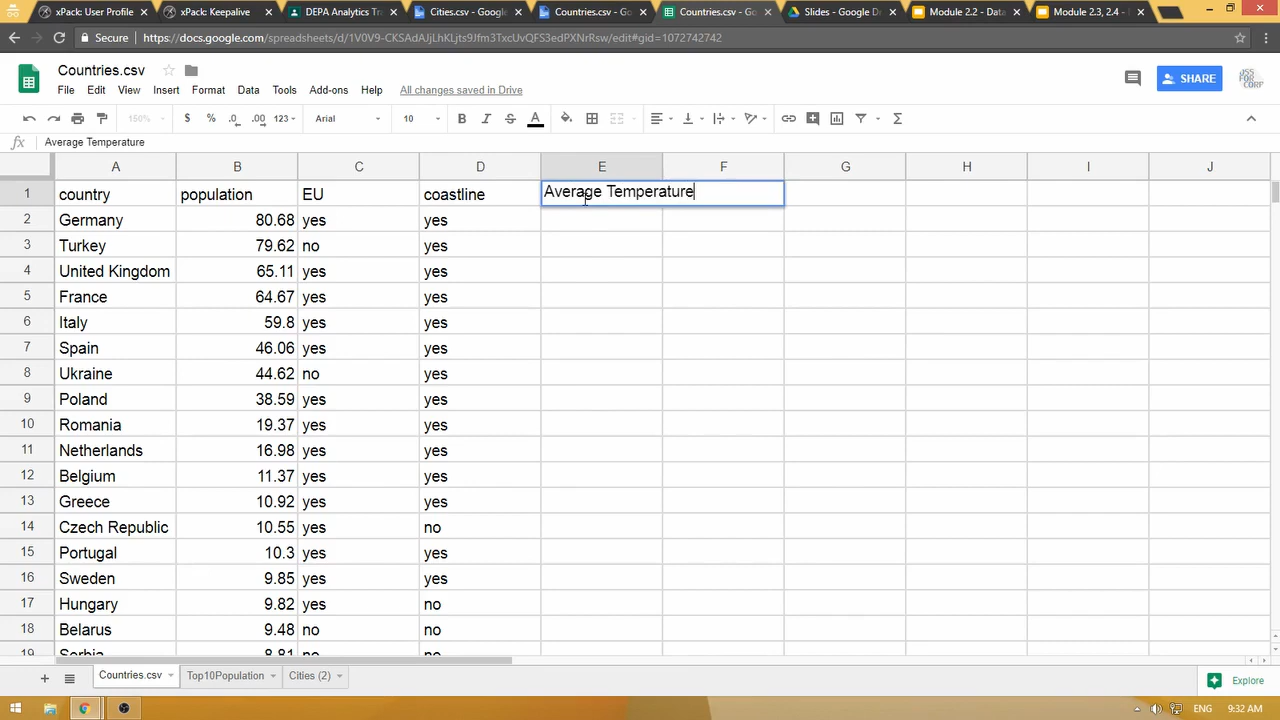 xPack: User Profile
xPack: Keepalive
DEPA Analytics Tr
Cities.csv - Google
Countries.csv - Go
Countries.csv - Go
Slides - Google D
Module 2.2 - Data
Module 2.3, 2.4 -
Secure https://docs.google.com/spreadsheets/d/1V0V9-CKSAdAJjLhKLjts9Jfm3TxcUvQFS3edPXNrRsw/edit#gid=1072742742
Countries.csv
File Edit View Insert Format Data Tools Add-ons Help All changes saved in Drive
SHARE
150% $ % .0 .00 123 Arial 10 B I S A
fx Average Temperature
A B C D E F G H I J
1 country population EU coastline Average Temperature
2 Germany 80.68 yes yes
3 Turkey 79.62 no yes
4 United Kingdom 65.11 yes yes
5 France 64.67 yes yes
6 Italy 59.8 yes yes
7 Spain 46.06 yes yes
8 Ukraine 44.62 no yes
9 Poland 38.59 yes yes
10 Romania 19.37 yes yes
11 Netherlands 16.98 yes yes
12 Belgium 11.37 yes yes
13 Greece 10.92 yes yes
14 Czech Republic 10.55 yes no
15 Portugal 10.3 yes yes
16 Sweden 9.85 yes yes
17 Hungary 9.82 yes no
18 Belarus 9.48 no no
19 Serbia 8.81 no no
Countries.csv Top10Population Cities (2) Explore
ENG 9:32 AM